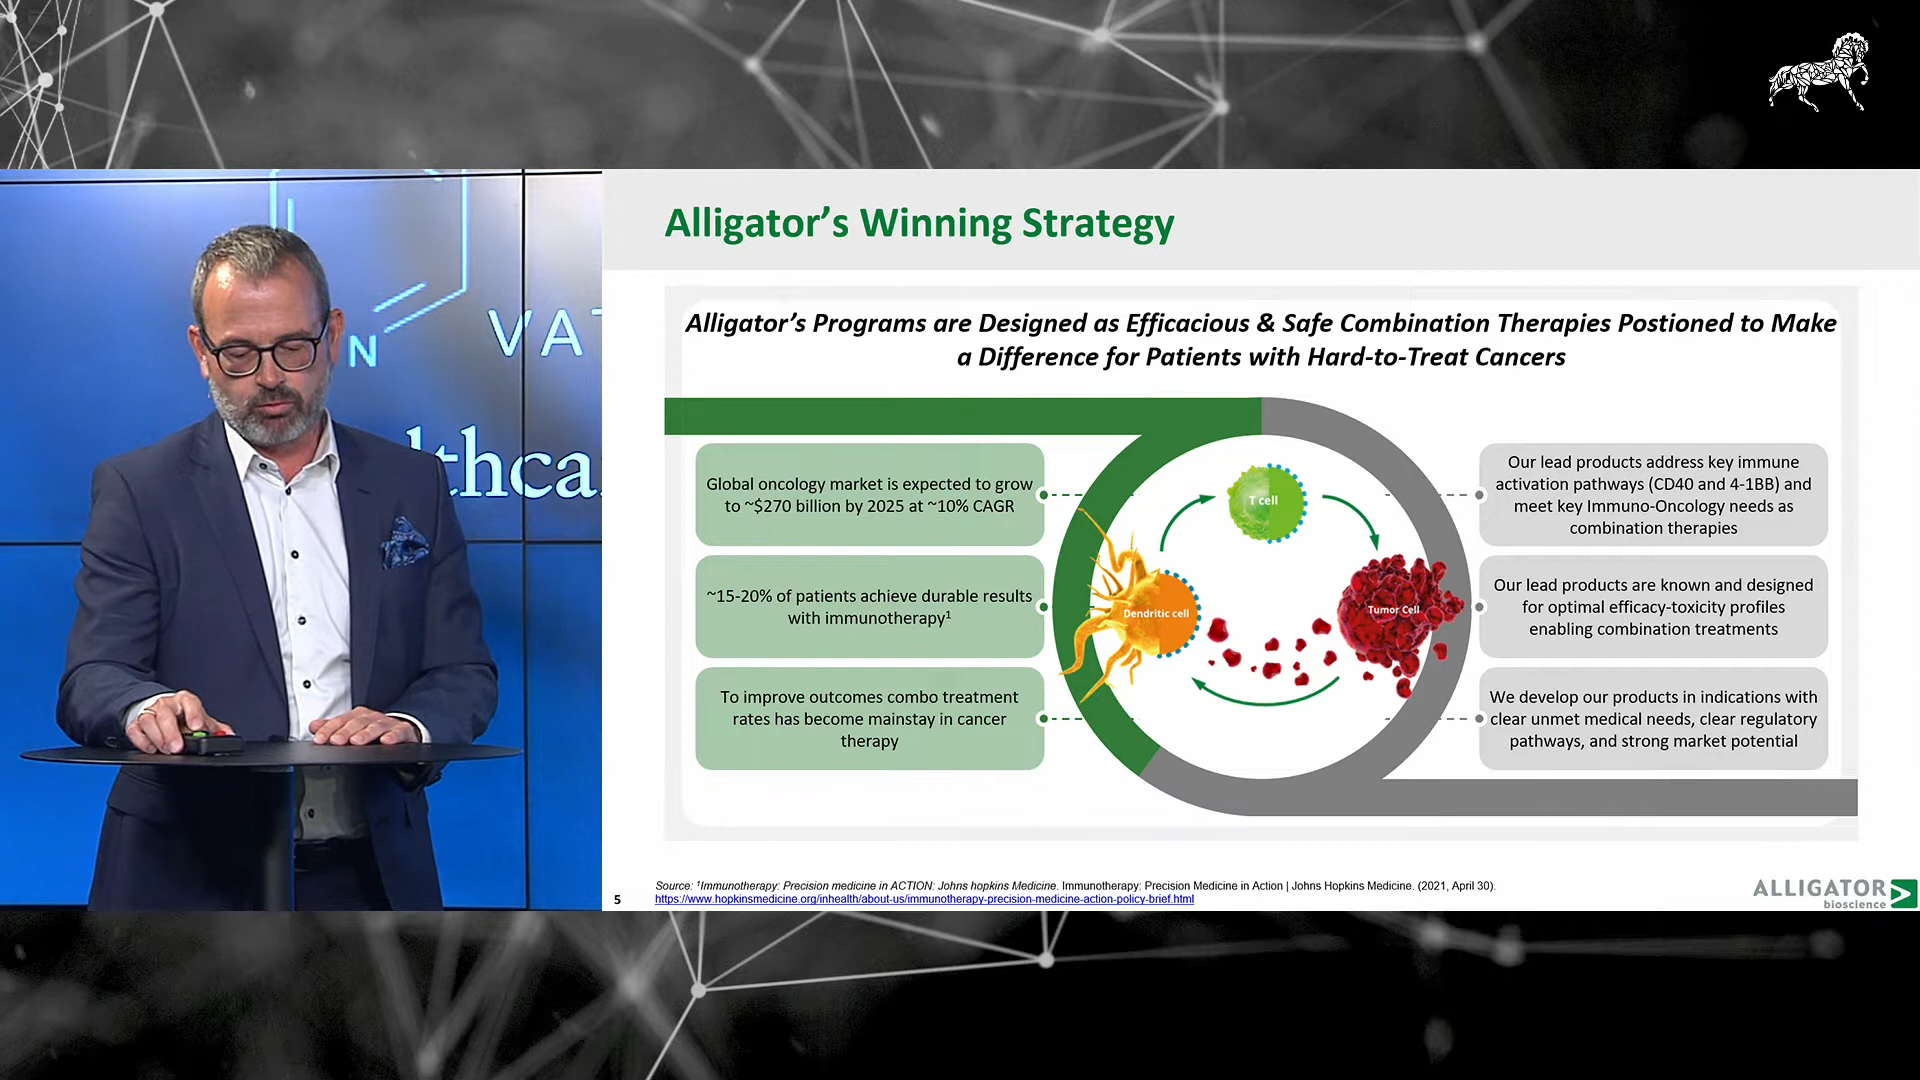 N
VAT
lthca
Alligator’s Winning Strategy
Alligator’s Programs are Designed as Efficacious & Safe Combination Therapies Postioned to Make
a Difference for Patients with Hard-to-Treat Cancers
Global oncology market is expected to grow
to ~$270 billion by 2025 at ~10% CAGR
~15-20% of patients achieve durable results
with immunotherapy¹
To improve outcomes combo treatment
rates has become mainstay in cancer
therapy
T cell
Dendritic cell
Tumor Cell
Our lead products address key immune
activation pathways (CD40 and 4-1BB) and
meet key Immuno-Oncology needs as
combination therapies
Our lead products are known and designed
for optimal efficacy-toxicity profiles
enabling combination treatments
We develop our products in indications with
clear unmet medical needs, clear regulatory
pathways, and strong market potential
Source: ¹Immunotherapy: Precision medicine in ACTION: Johns hopkins Medicine. Immunotherapy: Precision Medicine in Action | Johns Hopkins Medicine. (2021, April 30).
https://www.hopkinsmedicine.org/inhealth/about-us/immunotherapy-precision-medicine-action-policy-brief.html
5
ALLIGATOR
bioscience